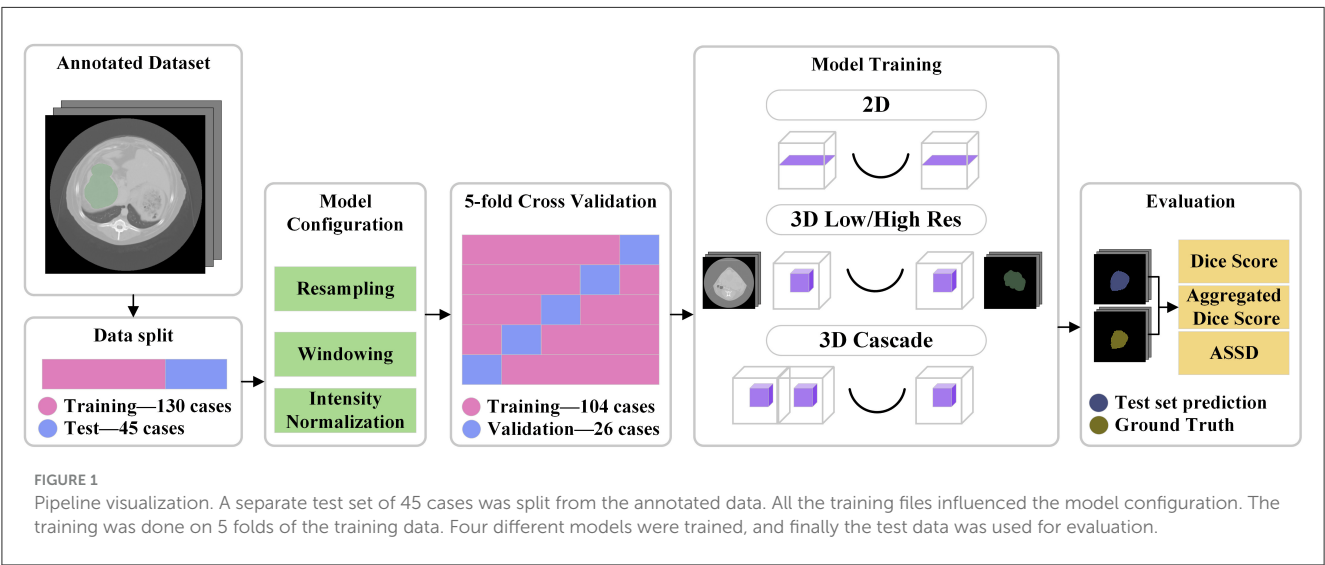 Annotated Dataset
Data split
Training—130 cases
Test—45 cases
Model
Configuration
Resampling
Windowing
Intensity
Normalization
5-fold Cross Validation
Training—104 cases
Validation—26 cases
Model Training
2D
3D Low/High Res
3D Cascade
Evaluation
Dice Score
Aggregated
Dice Score
ASSD
Test set prediction
Ground Truth
FIGURE 1
Pipeline visualization. A separate test set of 45 cases was split from the annotated data. All the training files influenced the model configuration. The
training was done on 5 folds of the training data. Four different models were trained, and finally the test data was used for evaluation.